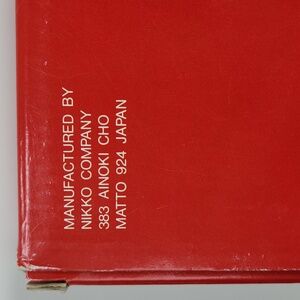 MANUFACTURED BY
NIKKO COMPANY
383 AINOKI CHO
MATTO 924 JAPAN